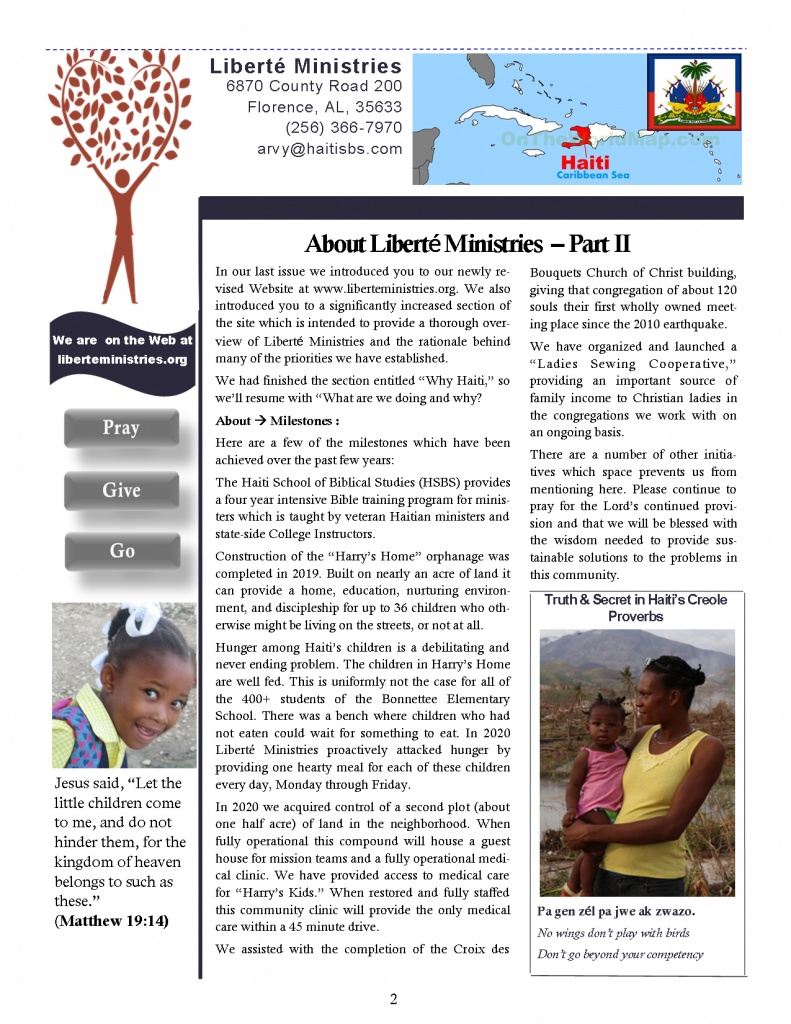 Liberté Ministries
6870 County Road 200
Florence, AL, 35633
(256) 366-7970
arvy@haitisbs.com
OnTheWorldMap.com
Haiti
Caribbean Sea
We are on the Web at
liberteministries.org
Pray
Give
Go
Jesus said, “Let the
little children come
to me, and do not
hinder them, for the
kingdom of heaven
belongs to such as
these.”
(Matthew 19:14)
About Liberté Ministries – Part II
In our last issue we introduced you to our newly re-
vised Website at www.liberteministries.org. We also
introduced you to a significantly increased section of
the site which is intended to provide a thorough over-
view of Liberté Ministries and the rationale behind
many of the priorities we have established.
We had finished the section entitled “Why Haiti,” so
we’ll resume with “What are we doing and why?
About → Milestones :
Here are a few of the milestones which have been
achieved over the past few years:
The Haiti School of Biblical Studies (HSBS) provides
a four year intensive Bible training program for minis-
ters which is taught by veteran Haitian ministers and
state-side College Instructors.
Construction of the “Harry’s Home” orphanage was
completed in 2019. Built on nearly an acre of land it
can provide a home, education, nurturing environ-
ment, and discipleship for up to 36 children who oth-
erwise might be living on the streets, or not at all.
Hunger among Haiti’s children is a debilitating and
never ending problem. The children in Harry’s Home
are well fed. This is uniformly not the case for all of
the 400+ students of the Bonnettee Elementary
School. There was a bench where children who had
not eaten could wait for something to eat. In 2020
Liberté Ministries proactively attacked hunger by
providing one hearty meal for each of these children
every day, Monday through Friday.
In 2020 we acquired control of a second plot (about
one half acre) of land in the neighborhood. When
fully operational this compound will house a guest
house for mission teams and a fully operational medi-
cal clinic. We have provided access to medical care
for “Harry’s Kids.” When restored and fully staffed
this community clinic will provide the only medical
care within a 45 minute drive.
We assisted with the completion of the Croix des
Bouquets Church of Christ building,
giving that congregation of about 120
souls their first wholly owned meet-
ing place since the 2010 earthquake.
We have organized and launched a
“Ladies Sewing Cooperative,”
providing an important source of
family income to Christian ladies in
the congregations we work with on
an ongoing basis.
There are a number of other initia-
tives which space prevents us from
mentioning here. Please continue to
pray for the Lord’s continued provi-
sion and that we will be blessed with
the wisdom needed to provide sus-
tainable solutions to the problems in
this community.
Truth & Secret in Haiti’s Creole
Proverbs
Pa gen zél pa jwe ak zwazo.
No wings don’t play with birds
Don’t go beyond your competency
2